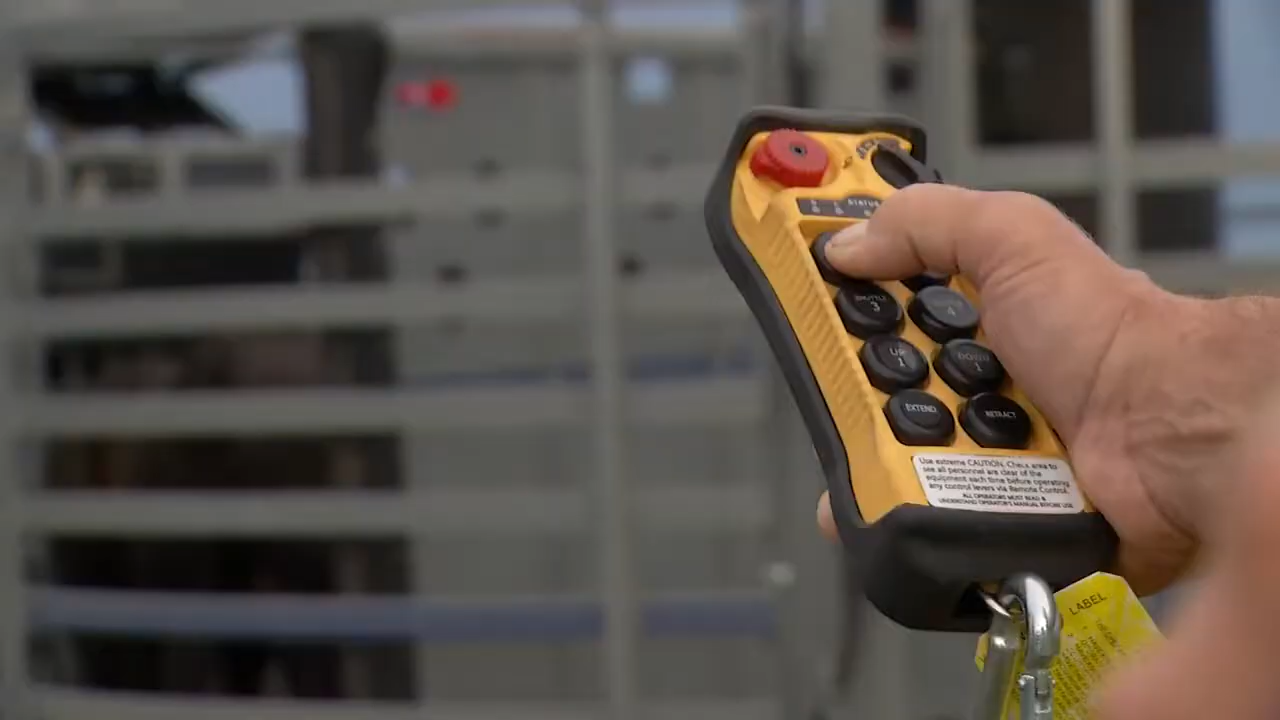 Status
SHUTTLE
3
4
UP
1
DOWN
1
EXTEND
RETRACT
Use extreme CAUTION. Check area to
see all personnel are clear of the
equipment each time before operating
any control levers via Remote Control.
ALL OPERATORS MUST READ &
UNDERSTAND OPERATOR'S MANUAL BEFORE USE
LABEL